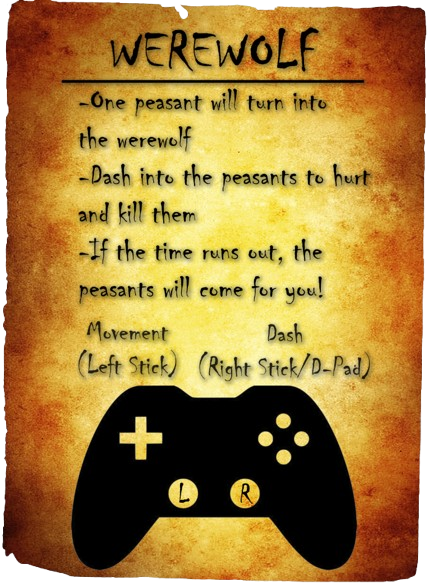 WEREWOLF
-One peasant will turn into
the werewolf
-Dash into the peasants to hurt
and kill them
-If the time runs out, the
peasants will come for you!
Movement Dash
(Left Stick) (Right Stick/D-Pad)
L R